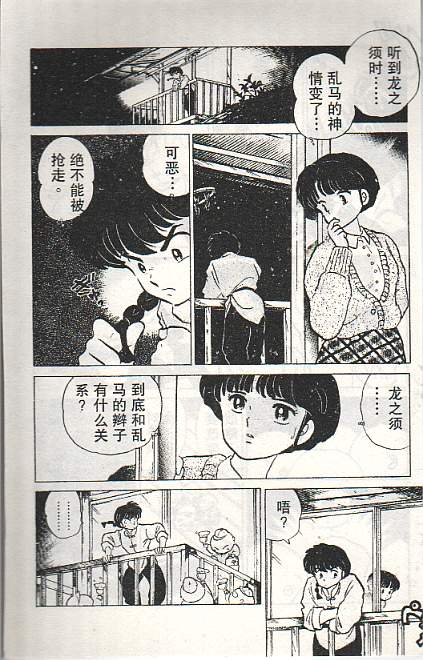 听到龙之
须时……
乱马的神
情变了…
可恶…
绝不能被
抢走。
龙之须
……
到底和乱
马的辫子
有什么关
系？
唔？
………
………